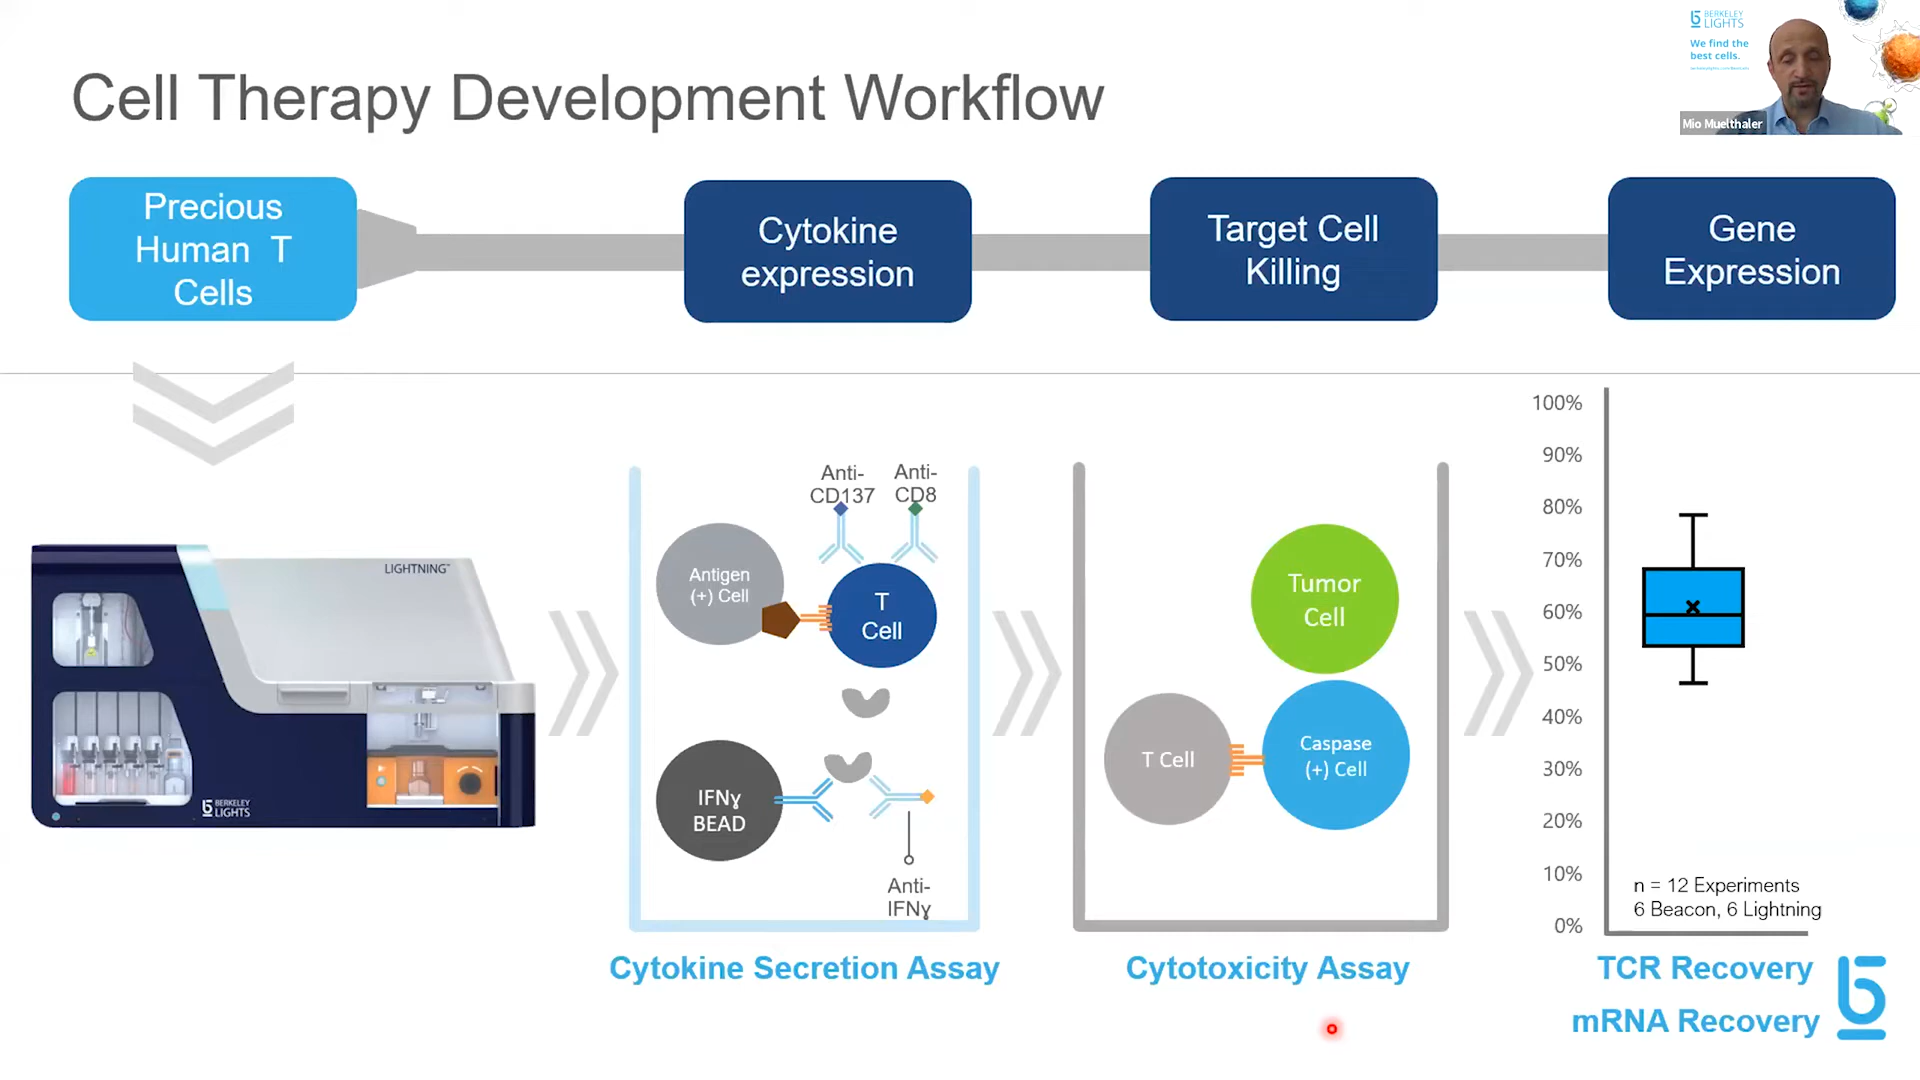 BERKELEY
LIGHTS
We find the
best cells.
Mio Muelthaler
Cell Therapy Development Workflow
Precious
Human T
Cells
Cytokine
expression
Target Cell
Killing
Gene
Expression
LIGHTNING™
BERKELEY
LIGHTS
Anti-
CD137
Anti-
CD8
Antigen
(+) Cell
T
Cell
IFNɣ
BEAD
Anti-
IFNɣ
Cytokine Secretion Assay
Tumor
Cell
T Cell
Caspase
(+) Cell
Cytotoxicity Assay
100%
90%
80%
70%
60%
50%
40%
30%
20%
10%
0%
n = 12 Experiments
6 Beacon, 6 Lightning
TCR Recovery
mRNA Recovery